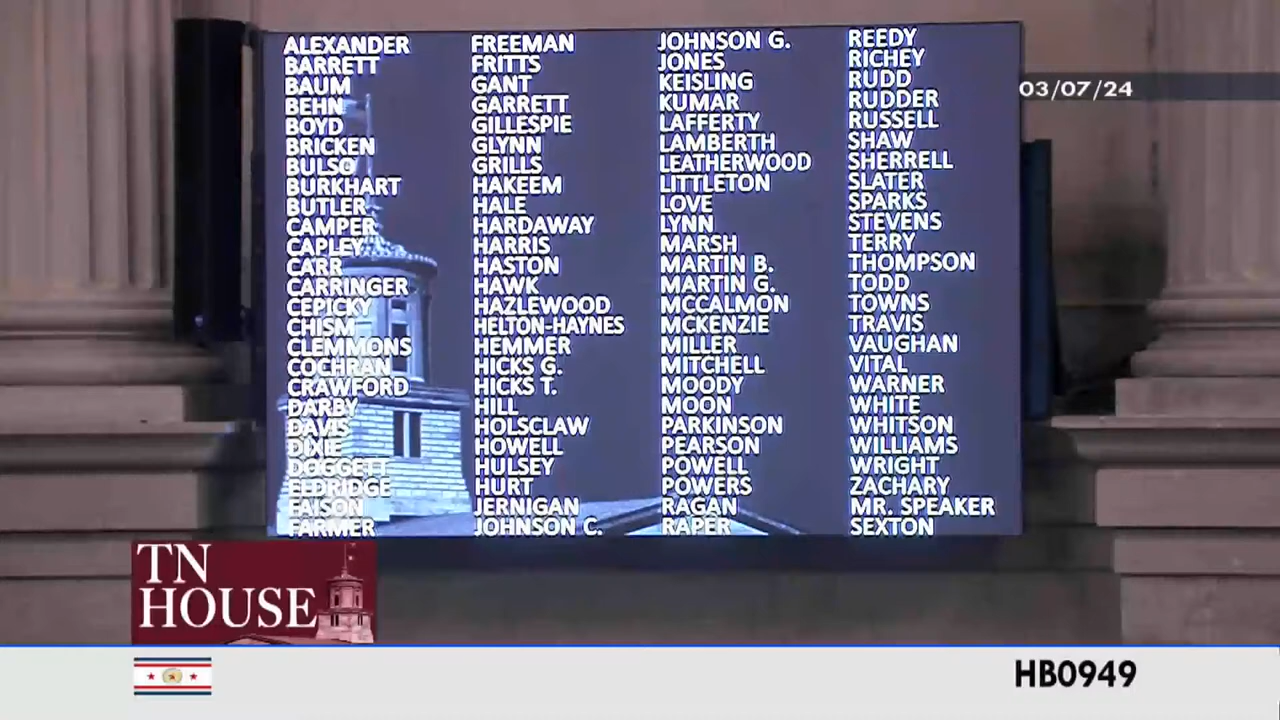 ALEXANDER
BARRETT
BAUM
BEHN
BOYD
BRICKEN
BULSO
BURKHART
BUTLER
CAMPER
CAPLEY
CARR
CARRINGER
CEPICKY
CHISM
CLEMMONS
COCHRAN
CRAWFORD
DARBY
DAVIS
DIXIE
DOGGETT
ELDRIDGE
FAISON
FARMER
FREEMAN
FRITTS
GANT
GARRETT
GILLESPIE
GLYNN
GRILLS
HAKEEM
HALE
HARDAWAY
HARRIS
HASTON
HAWK
HAZLEWOOD
HELTON-HAYNES
HEMMER
HICKS G.
HICKS T.
HILL
HOLSCLAW
HOWELL
HULSEY
HURT
JERNIGAN
JOHNSON C.
JOHNSON G.
JONES
KEISLING
KUMAR
LAFFERTY
LAMBERTH
LEATHERWOOD
LITTLETON
LOVE
LYNN
MARSH
MARTIN B.
MARTIN G.
MCCALMON
MCKENZIE
MILLER
MITCHELL
MOODY
MOON
PARKINSON
PEARSON
POWELL
POWERS
RAGAN
RAPER
REEDY
RICHEY
RUDD
RUDDER
RUSSELL
SHAW
SHERRELL
SLATER
SPARKS
STEVENS
TERRY
THOMPSON
TODD
TOWNS
TRAVIS
VAUGHAN
VITAL
WARNER
WHITE
WHITSON
WILLIAMS
WRIGHT
ZACHARY
MR. SPEAKER
SEXTON
03/07/24
TN
HOUSE
HB0949